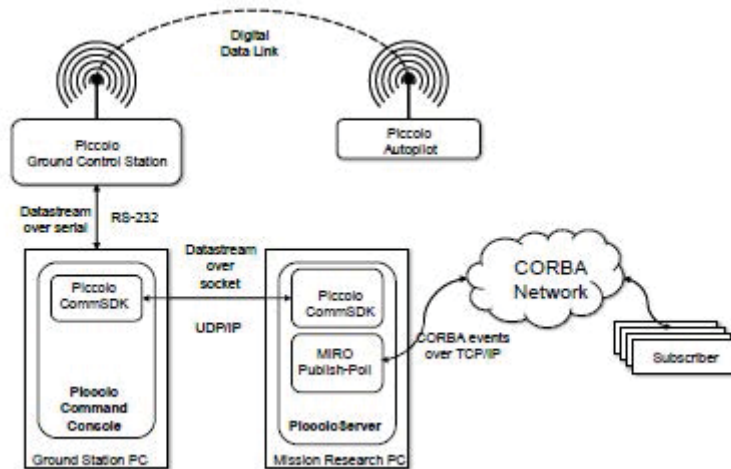 Digital
Data Link
Piccolo
Ground Control Station
Piccolo
Autopilot
Datastream
over serial
RS-232
Datastream
over
socket
UDP/IP
Piccolo
CommSDK
Piccolo
Command
Console
Ground Station PC
Piccolo
CommSDK
MIRO
Publish-Poll
PiccoloServer
Mission Research PC
CORBA
Network
CORBA events
over TCP/IP
Subscriber